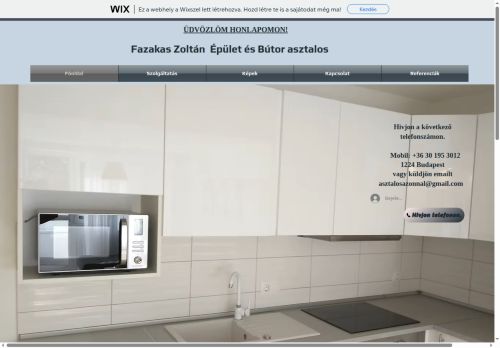 WIX
Ez a webhely a Wixszel lett létrehozva. Hozd létre te is a sajátodat még ma!
Kezdés
ÜDVÖZLÖM HONLAPOMON!
Fazakas Zoltán Épület és Bútor asztalos
Főoldal
Szolgáltatás
Képek
Kapcsolat
Referenciák
Hívjon a következő
telefonszámon.
Mobil: +36 30 195 3012
1224 Budapest
vagy küldjön emailt
asztalosazonnal@gmail.com
Hívjon telefonon.